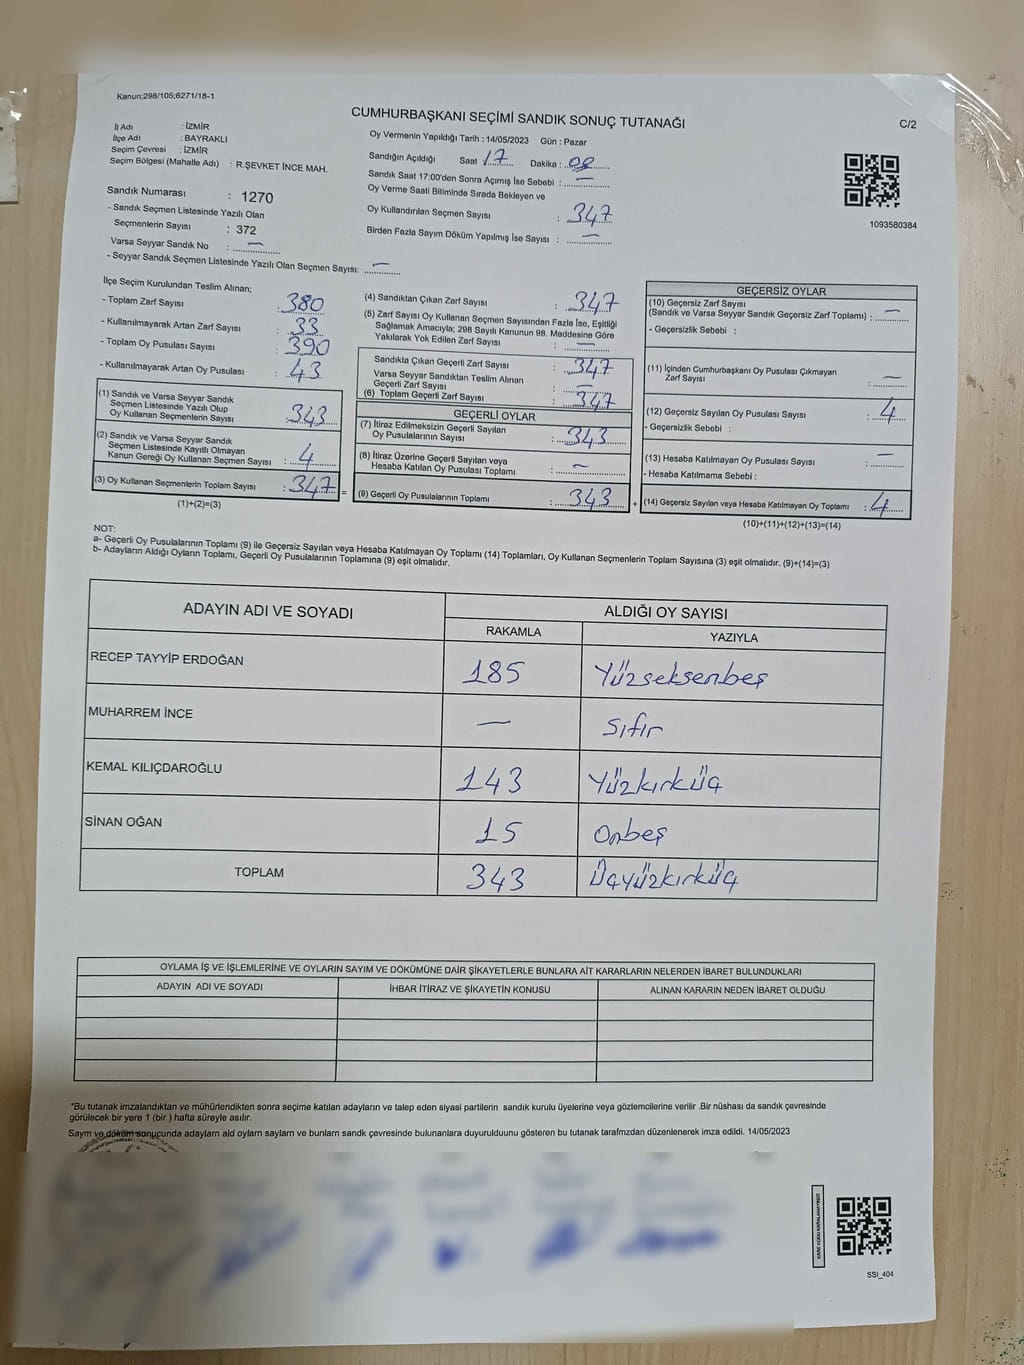 Kanun;298/105;6271/18-1
CUMHURBAŞKANI SEÇİMİ SANDIK SONUÇ TUTANAĞI
C/2
İl Adı : İZMİR
İlçe Adı : BAYRAKLI
Seçim Çevresi : İZMİR
Seçim Bölgesi (Mahalle Adı) : R.ŞEVKET İNCE MAH.
Sandık Numarası : 1270
- Sandık Seçmen Listesinde Yazılı Olan
Seçmenlerin Sayısı : 372
Varsa Seyyar Sandık No : —
- Seyyar Sandık Seçmen Listesinde Yazılı Olan Seçmen Sayısı: —
Oy Vermenin Yapıldığı Tarih : 14/05/2023 Gün : Pazar
Sandığın Açıldığı Saat 17 Dakika :
Sandık Saat 17:00'den Sonra Açımış İse Sebebi : —
Oy Verme Saati Bitiminde Sırada Bekleyen ve
Oy Kullandırılan Seçmen Sayısı : 347
Birden Fazla Sayım Döküm Yapılmış İse Sayısı : —
1093580384
İlçe Seçim Kurulundan Teslim Alınan;
- Toplam Zarf Sayısı : 380
- Kullanılmayarak Artan Zarf Sayısı : 33
- Toplam Oy Pusulası Sayısı : 390
- Kullanılmayarak Artan Oy Pusulası : 43
(1) Sandık ve Varsa Seyyar Sandık
Seçmen Listesinde Yazılı Olup
Oy Kullanan Seçmenlerin Sayısı : 343
(2) Sandık ve Varsa Seyyar Sandık
Seçmen Listesinde Kayıtlı Olmayan
Kanun Gereği Oy Kullanan Seçmen Sayısı : 4
(3) Oy Kullanan Seçmenlerin Toplam Sayısı : 347 =
(1)+(2)=(3)
(4) Sandıktan Çıkan Zarf Sayısı : 347
(5) Zarf Sayısı Oy Kullanan Seçmen Sayısından Fazla İse, Eşitliği
Sağlamak Amacıyla; 298 Sayılı Kanunun 98. Maddesine Göre
Yakılarak Yok Edilen Zarf Sayısı : —
Sandıkta Çıkan Geçerli Zarf Sayısı : 347
Varsa Seyyar Sandıktan Teslim Alınan
Geçerli Zarf Sayısı : —
(6) Toplam Geçerli Zarf Sayısı : 347
GEÇERLİ OYLAR
(7) İtiraz Edilmeksizin Geçerli Sayılan
Oy Pusulalarının Sayısı : 343
(8) İtiraz Üzerine Geçerli Sayılan veya
Hesaba Katılan Oy Pusulası Toplamı : —
(9) Geçerli Oy Pusulalarının Toplamı : 343 +
GEÇERSİZ OYLAR
(10) Geçersiz Zarf Sayısı
(Sandık ve Varsa Seyyar Sandık Geçersiz Zarf Toplamı) : —
- Geçersizlik Sebebi :
(11) İçinden Cumhurbaşkanı Oy Pusulası Çıkmayan
Zarf Sayısı : —
(12) Geçersiz Sayılan Oy Pusulası Sayısı : 4
- Geçersizlik Sebebi :
(13) Hesaba Katılmayan Oy Pusulası Sayısı : —
- Hesaba Katılmama Sebebi :
(14) Geçersiz Sayılan veya Hesaba Katılmayan Oy Toplamı : 4
(10)+(11)+(12)+(13)=(14)
NOT:
a- Geçerli Oy Pusulalarının Toplamı (9) ile Geçersiz Sayılan veya Hesaba Katılmayan Oy Toplamı (14) Toplamları, Oy Kullanan Seçmenlerin Toplam Sayısına (3) eşit olmalıdır. (9)+(14)=(3)
b- Adayların Aldığı Oyların Toplamı, Geçerli Oy Pusulalarının Toplamına (9) eşit olmalıdır.
ADAYIN ADI VE SOYADI
ALDIĞI OY SAYISI
RAKAMLA YAZIYLA
RECEP TAYYİP ERDOĞAN 185 Yüzseksenbeş
MUHARREM İNCE — Sıfır
KEMAL KILIÇDAROĞLU 143 Yüzkırküç
SİNAN OĞAN 15 Onbeş
TOPLAM 343 Üçyüzkırküç
OYLAMA İŞ VE İŞLEMLERİNE VE OYLARIN SAYIM VE DÖKÜMÜNE DAİR ŞİKAYETLERLE BUNLARA AİT KARARLARIN NELERDEN İBARET BULUNDUKLARI
ADAYIN ADI VE SOYADI İHBAR İTİRAZ VE ŞİKAYETİN KONUSU ALINAN KARARIN NEDEN İBARET OLDUĞU
*Bu tutanak imzalandıktan ve mühürlendikten sonra seçime katılan adayların ve talep eden siyasi partilerin sandık kurulu üyelerine veya gözlemcilerine verilir .Bir nüshası da sandık çevresinde
görülecek bir yere 1 (bir ) hafta süreyle asılır.
Saym ve döküm sonucunda adaylarn ald oylarn saylarn ve bunlarn sandk çevresinde bulunanlara duyurulduunu gösteren bu tutanak tarafmzdan düzenlenerek imza edildi. 14/05/2023
KARE KODU KARALAMAYINIZ!
SSI_404